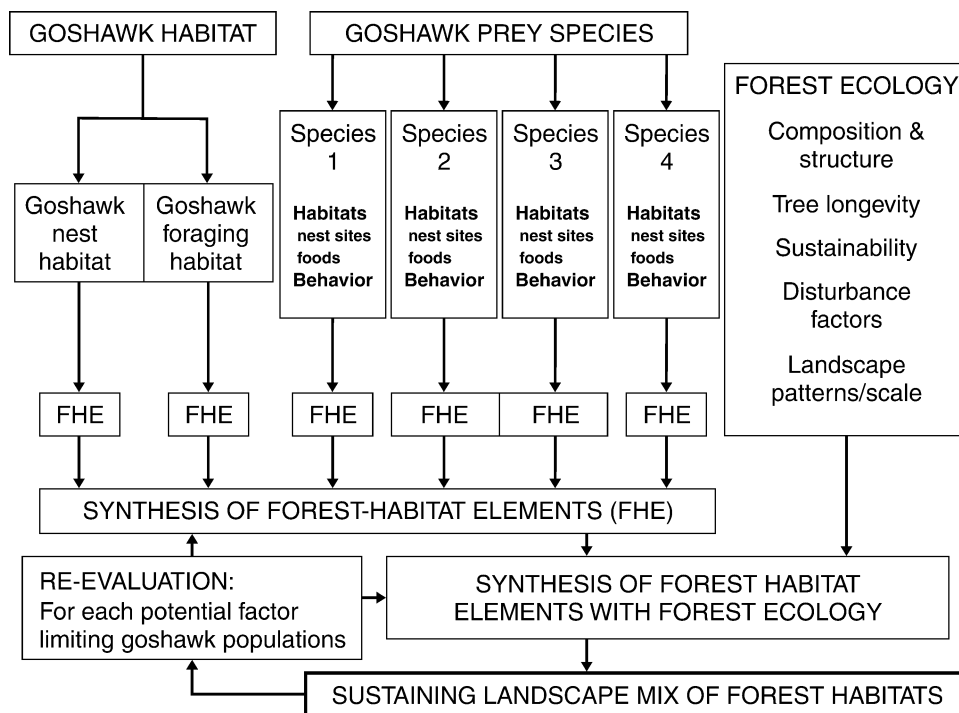 GOSHAWK HABITAT
GOSHAWK PREY SPECIES
FOREST ECOLOGY
Composition &
structure
Tree longevity
Sustainability
Disturbance
factors
Landscape
patterns/scale
Goshawk
nest
habitat
Goshawk
foraging
habitat
Species
1
Habitats
nest sites
foods
Behavior
Species
2
Habitats
nest sites
foods
Behavior
Species
3
Habitats
nest sites
foods
Behavior
Species
4
Habitats
nest sites
foods
Behavior
FHE
FHE
FHE
FHE
FHE
FHE
SYNTHESIS OF FOREST-HABITAT ELEMENTS (FHE)
RE-EVALUATION:
For each potential factor
limiting goshawk populations
SYNTHESIS OF FOREST HABITAT
ELEMENTS WITH FOREST ECOLOGY
SUSTAINING LANDSCAPE MIX OF FOREST HABITATS